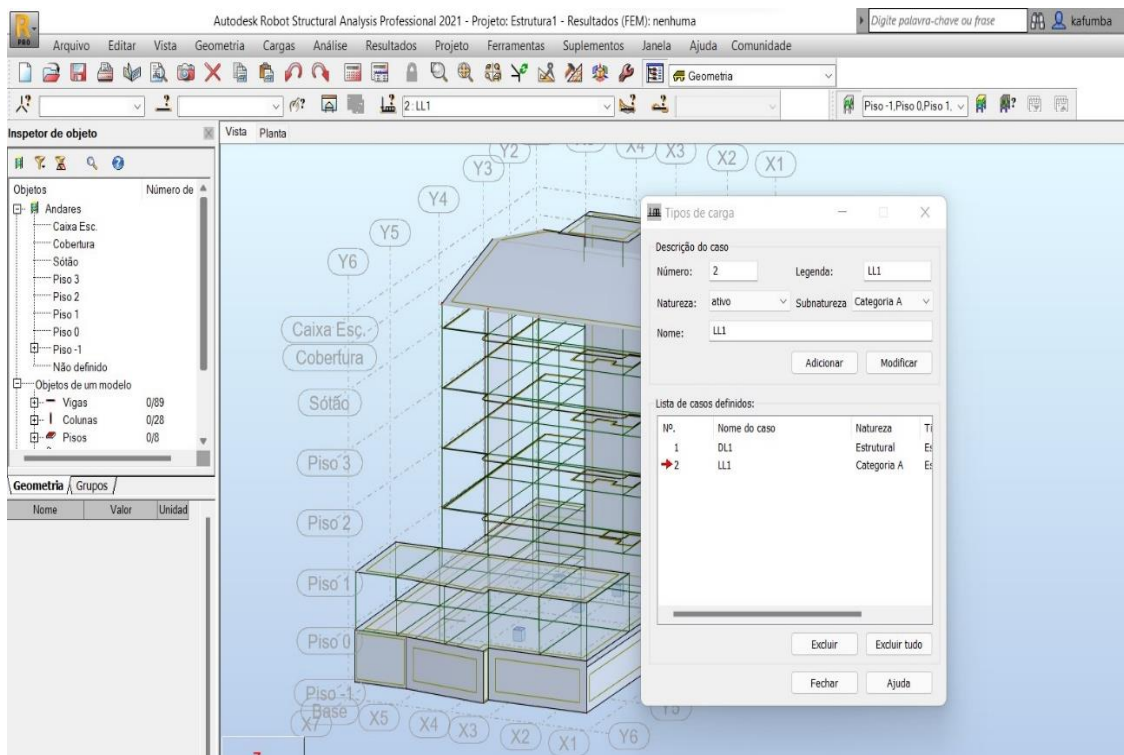 Autodesk Robot Structural Analysis Professional 2021 - Projeto: Estrutura1 - Resultados (FEM): nenhuma
Digite palavra-chave ou frase
kafumba
PRO
Arquivo Editar Vista Geometria Cargas Análise Resultados Projeto Ferramentas Suplementos Janela Ajuda Comunidade
Geometria
2: LL1
Piso -1,Piso 0,Piso 1,
Inspetor de objeto
Vista Planta
Objetos Número de
Andares
Caixa Esc.
Cobertura
Sótão
Piso 3
Piso 2
Piso 1
Piso 0
Piso -1
Não definido
Objetos de um modelo
Vigas 0/89
Colunas 0/28
Pisos 0/8
Geometria Grupos
Nome Valor Unidad
Y2 X4 X3 X2 X1
Y3
Y4
Y5
Y6
Caixa Esc.
Cobertura
Sótão
Piso 3
Piso 2
Piso 1
Piso 0
Piso -1
Base
X7 X5 X4 X3 X2 X1 Y6
Tipos de carga
Descrição do caso
Número: 2 Legenda: LL1
Natureza: ativo Subnatureza Categoria A
Nome: LL1
Adicionar Modificar
Lista de casos definidos:
Nº. Nome do caso Natureza Ti
1 DL1 Estrutural Es
2 LL1 Categoria A Es
Excluir Excluir tudo
Fechar Ajuda